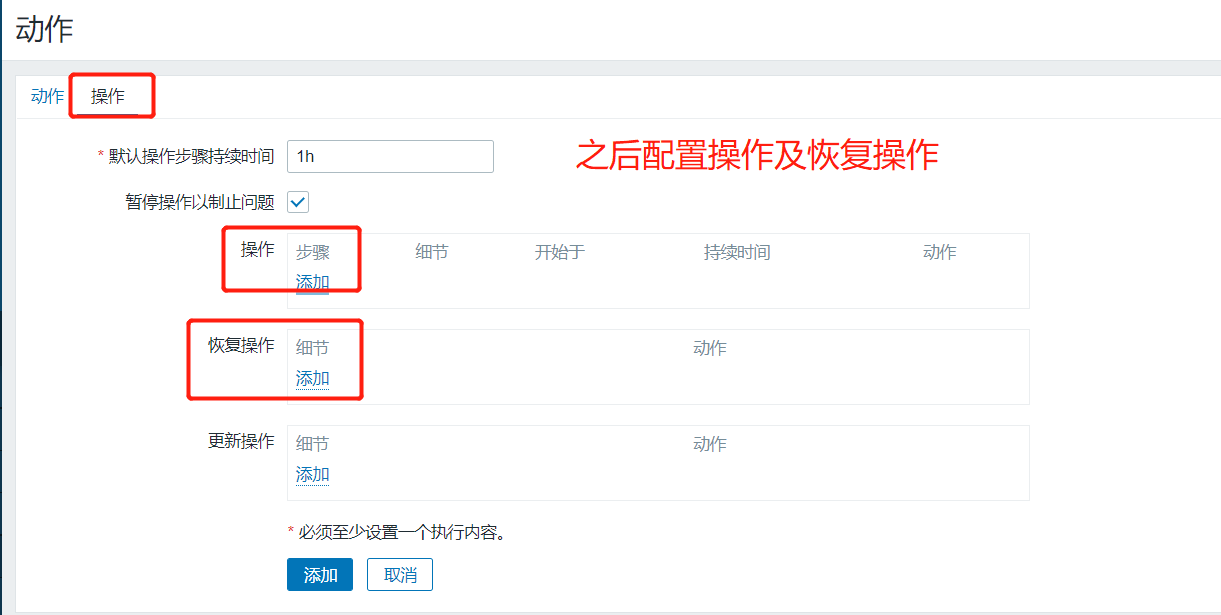 动作
动作 操作
* 默认操作步骤持续时间 1h
之后配置操作及恢复操作
暂停操作以制止问题
操作 步骤 细节 开始于 持续时间 动作
添加
恢复操作 细节 动作
添加
更新操作 细节 动作
添加
* 必须至少设置一个执行内容。
添加 取消